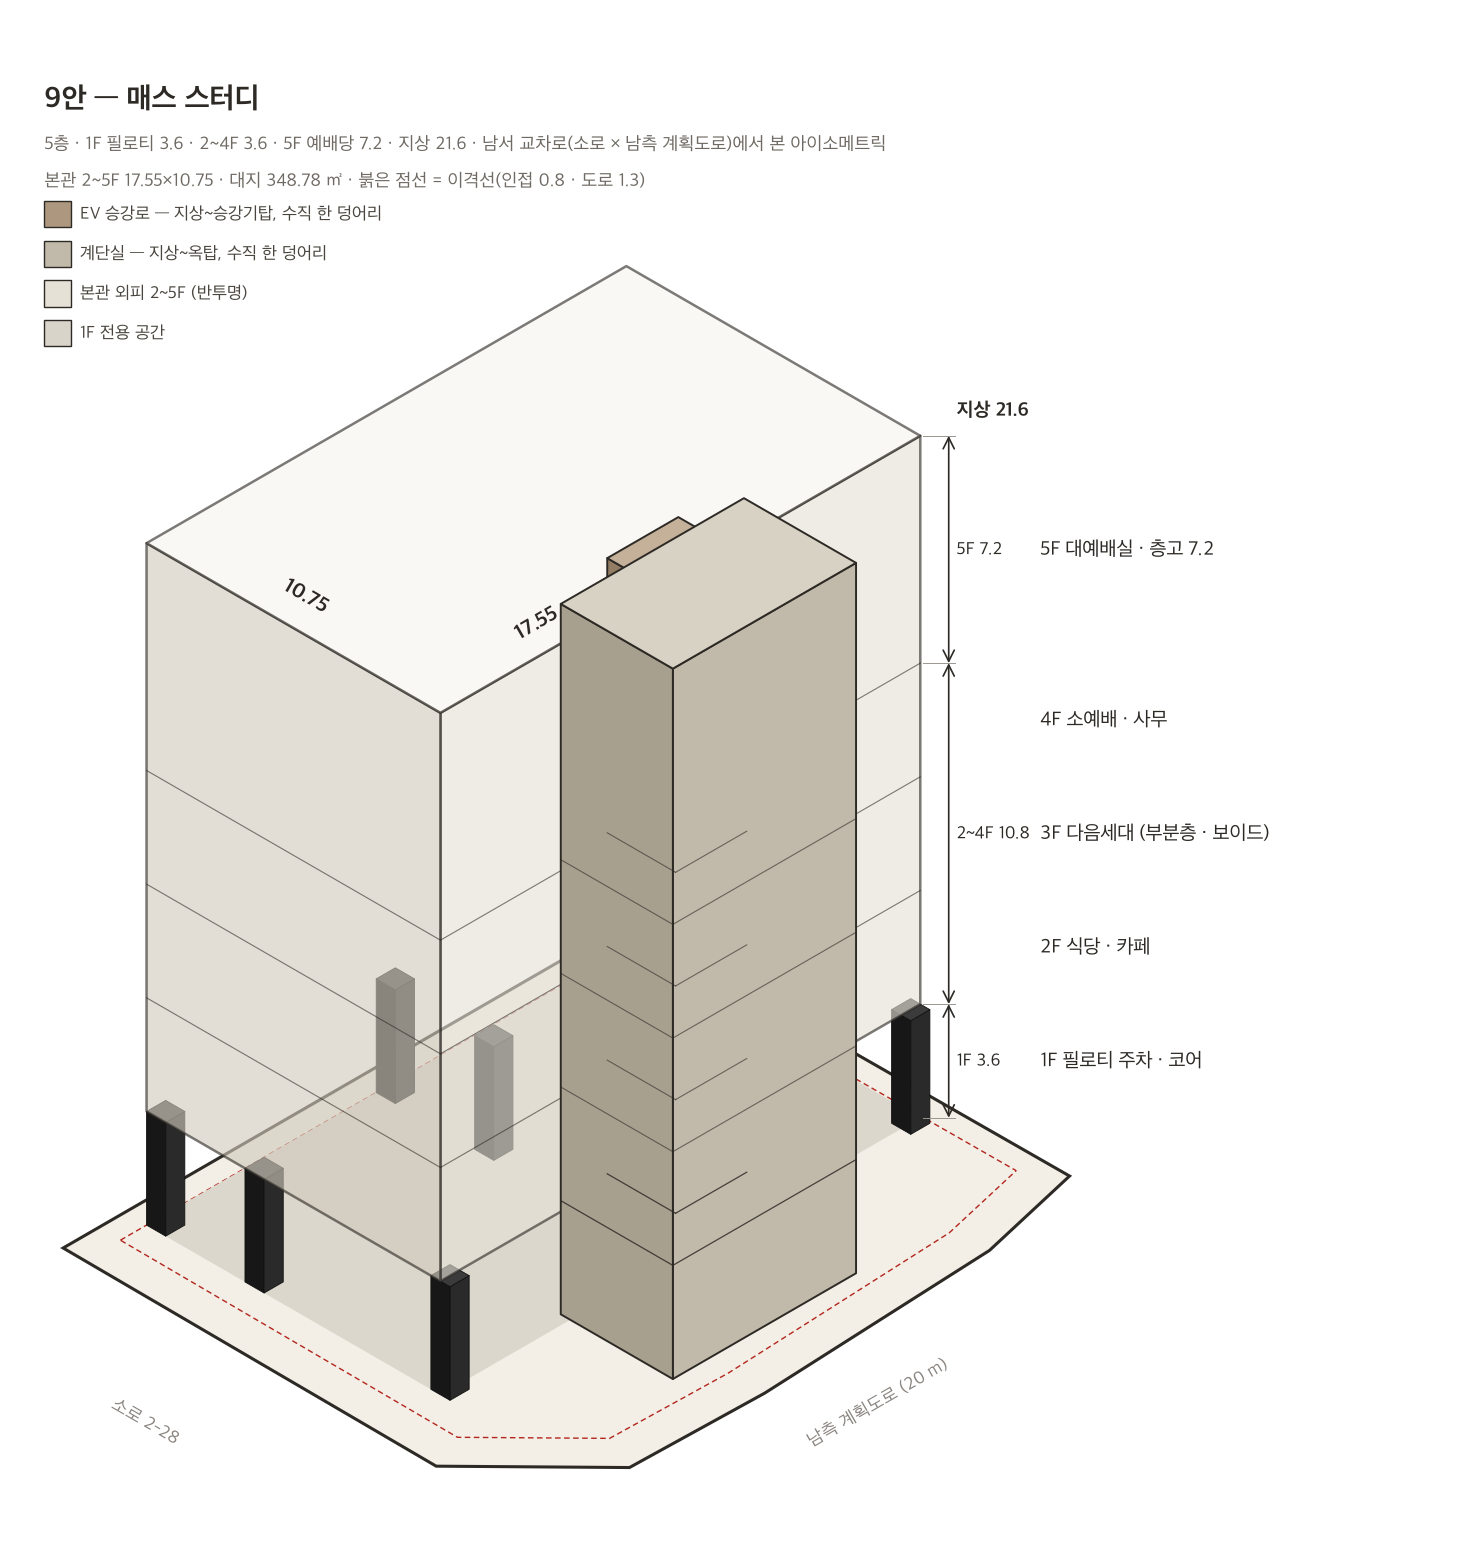 9안 — 매스 스터디
5층 · 1F 필로티 3.6 · 2~4F 3.6 · 5F 예배당 7.2 · 지상 21.6 · 남서 교차로(소로 × 남측 계획도로)에서 본 아이소메트릭
본관 2~5F 17.55×10.75 · 대지 348.78 ㎡ · 붉은 점선 = 이격선(인접 0.8 · 도로 1.3)
EV 승강로 — 지상~승강기탑, 수직 한 덩어리
계단실 — 지상~옥탑, 수직 한 덩어리
본관 외피 2~5F (반투명)
1F 전용 공간
지상 21.6
5F 7.2
5F 대예배실 · 층고 7.2
10.75
17.55
4F 소예배 · 사무
2~4F 10.8
3F 다음세대 (부분층 · 보이드)
2F 식당 · 카페
1F 3.6
1F 필로티 주차 · 코어
소로 2-28
남측 계획도로 (20 m)